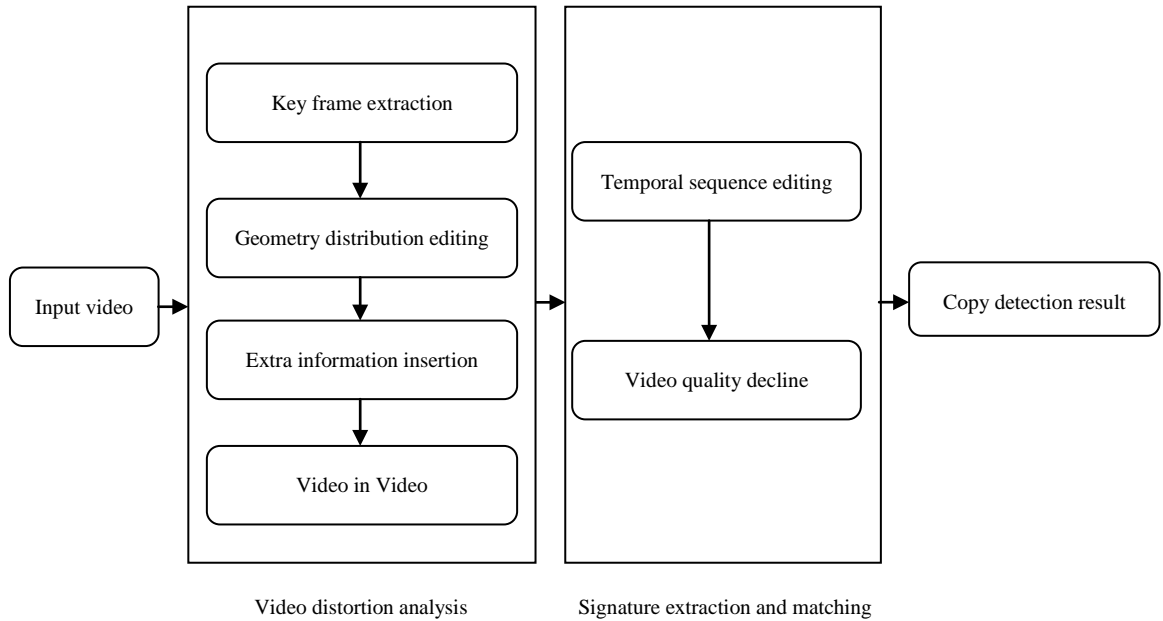 Input video
Key frame extraction
Geometry distribution editing
Extra information insertion
Video in Video
Video distortion analysis
Temporal sequence editing
Video quality decline
Signature extraction and matching
Copy detection result